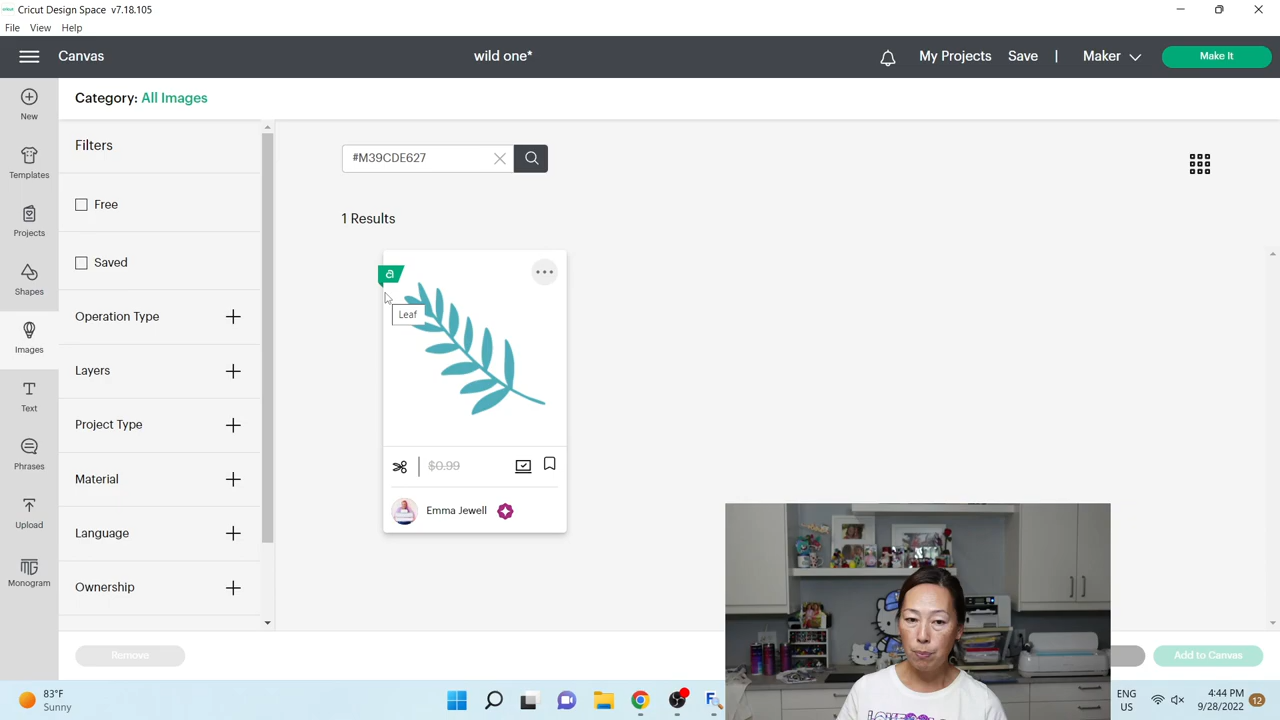 Cricut Design Space v7.18.105
File View Help
Canvas
wild one*
My Projects Save | Maker
Make It
New
Templates
Projects
Shapes
Images
Text
Phrases
Upload
Monogram
Category: All Images
Filters
Free
Saved
Operation Type
Layers
Project Type
Material
Language
Ownership
#M39CDE627
1 Results
a
Leaf
$0.99
Emma Jewell
Remove
Add to Canvas
83°F
Sunny
ENG
US
4:44 PM
9/28/2022
12